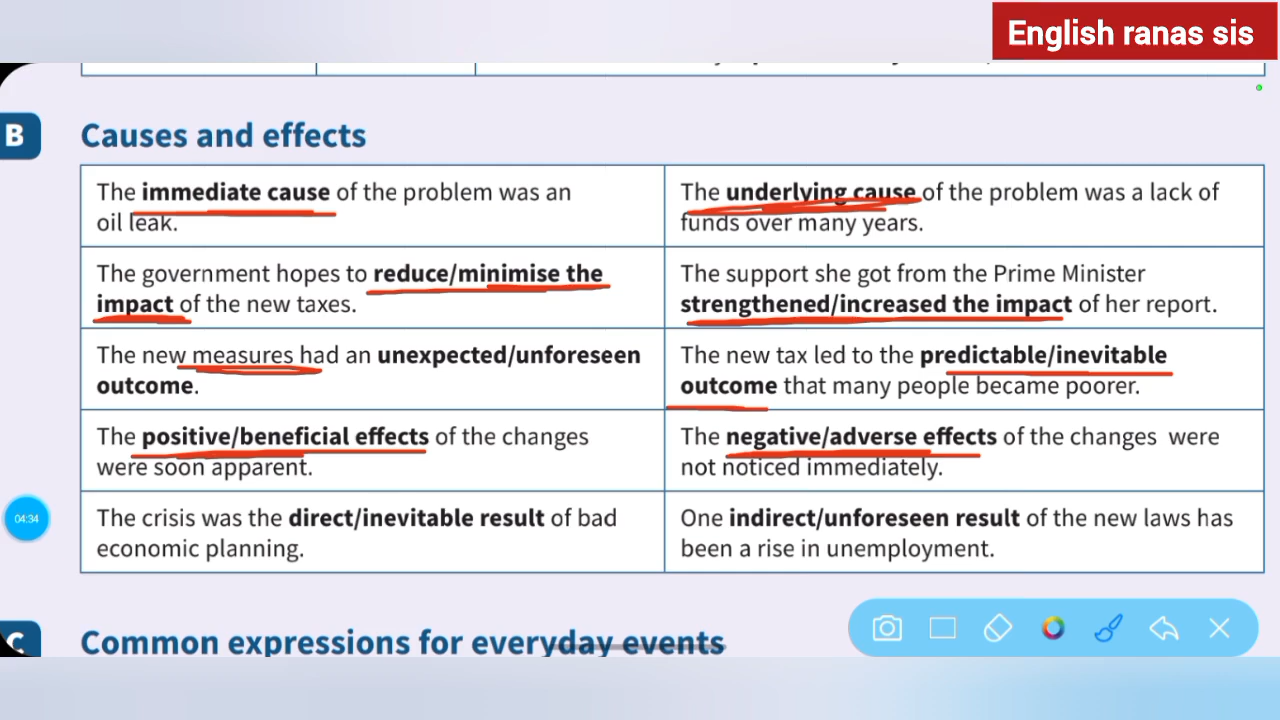 English ranas sis
B
Causes and effects
The immediate cause of the problem was an
oil leak.
The underlying cause of the problem was a lack of
funds over many years.
The government hopes to reduce/minimise the
impact of the new taxes.
The support she got from the Prime Minister
strengthened/increased the impact of her report.
The new measures had an unexpected/unforeseen
outcome.
The new tax led to the predictable/inevitable
outcome that many people became poorer.
The positive/beneficial effects of the changes
were soon apparent.
The negative/adverse effects of the changes were
not noticed immediately.
The crisis was the direct/inevitable result of bad
economic planning.
One indirect/unforeseen result of the new laws has
been a rise in unemployment.
04:34
C
Common expressions for everyday events